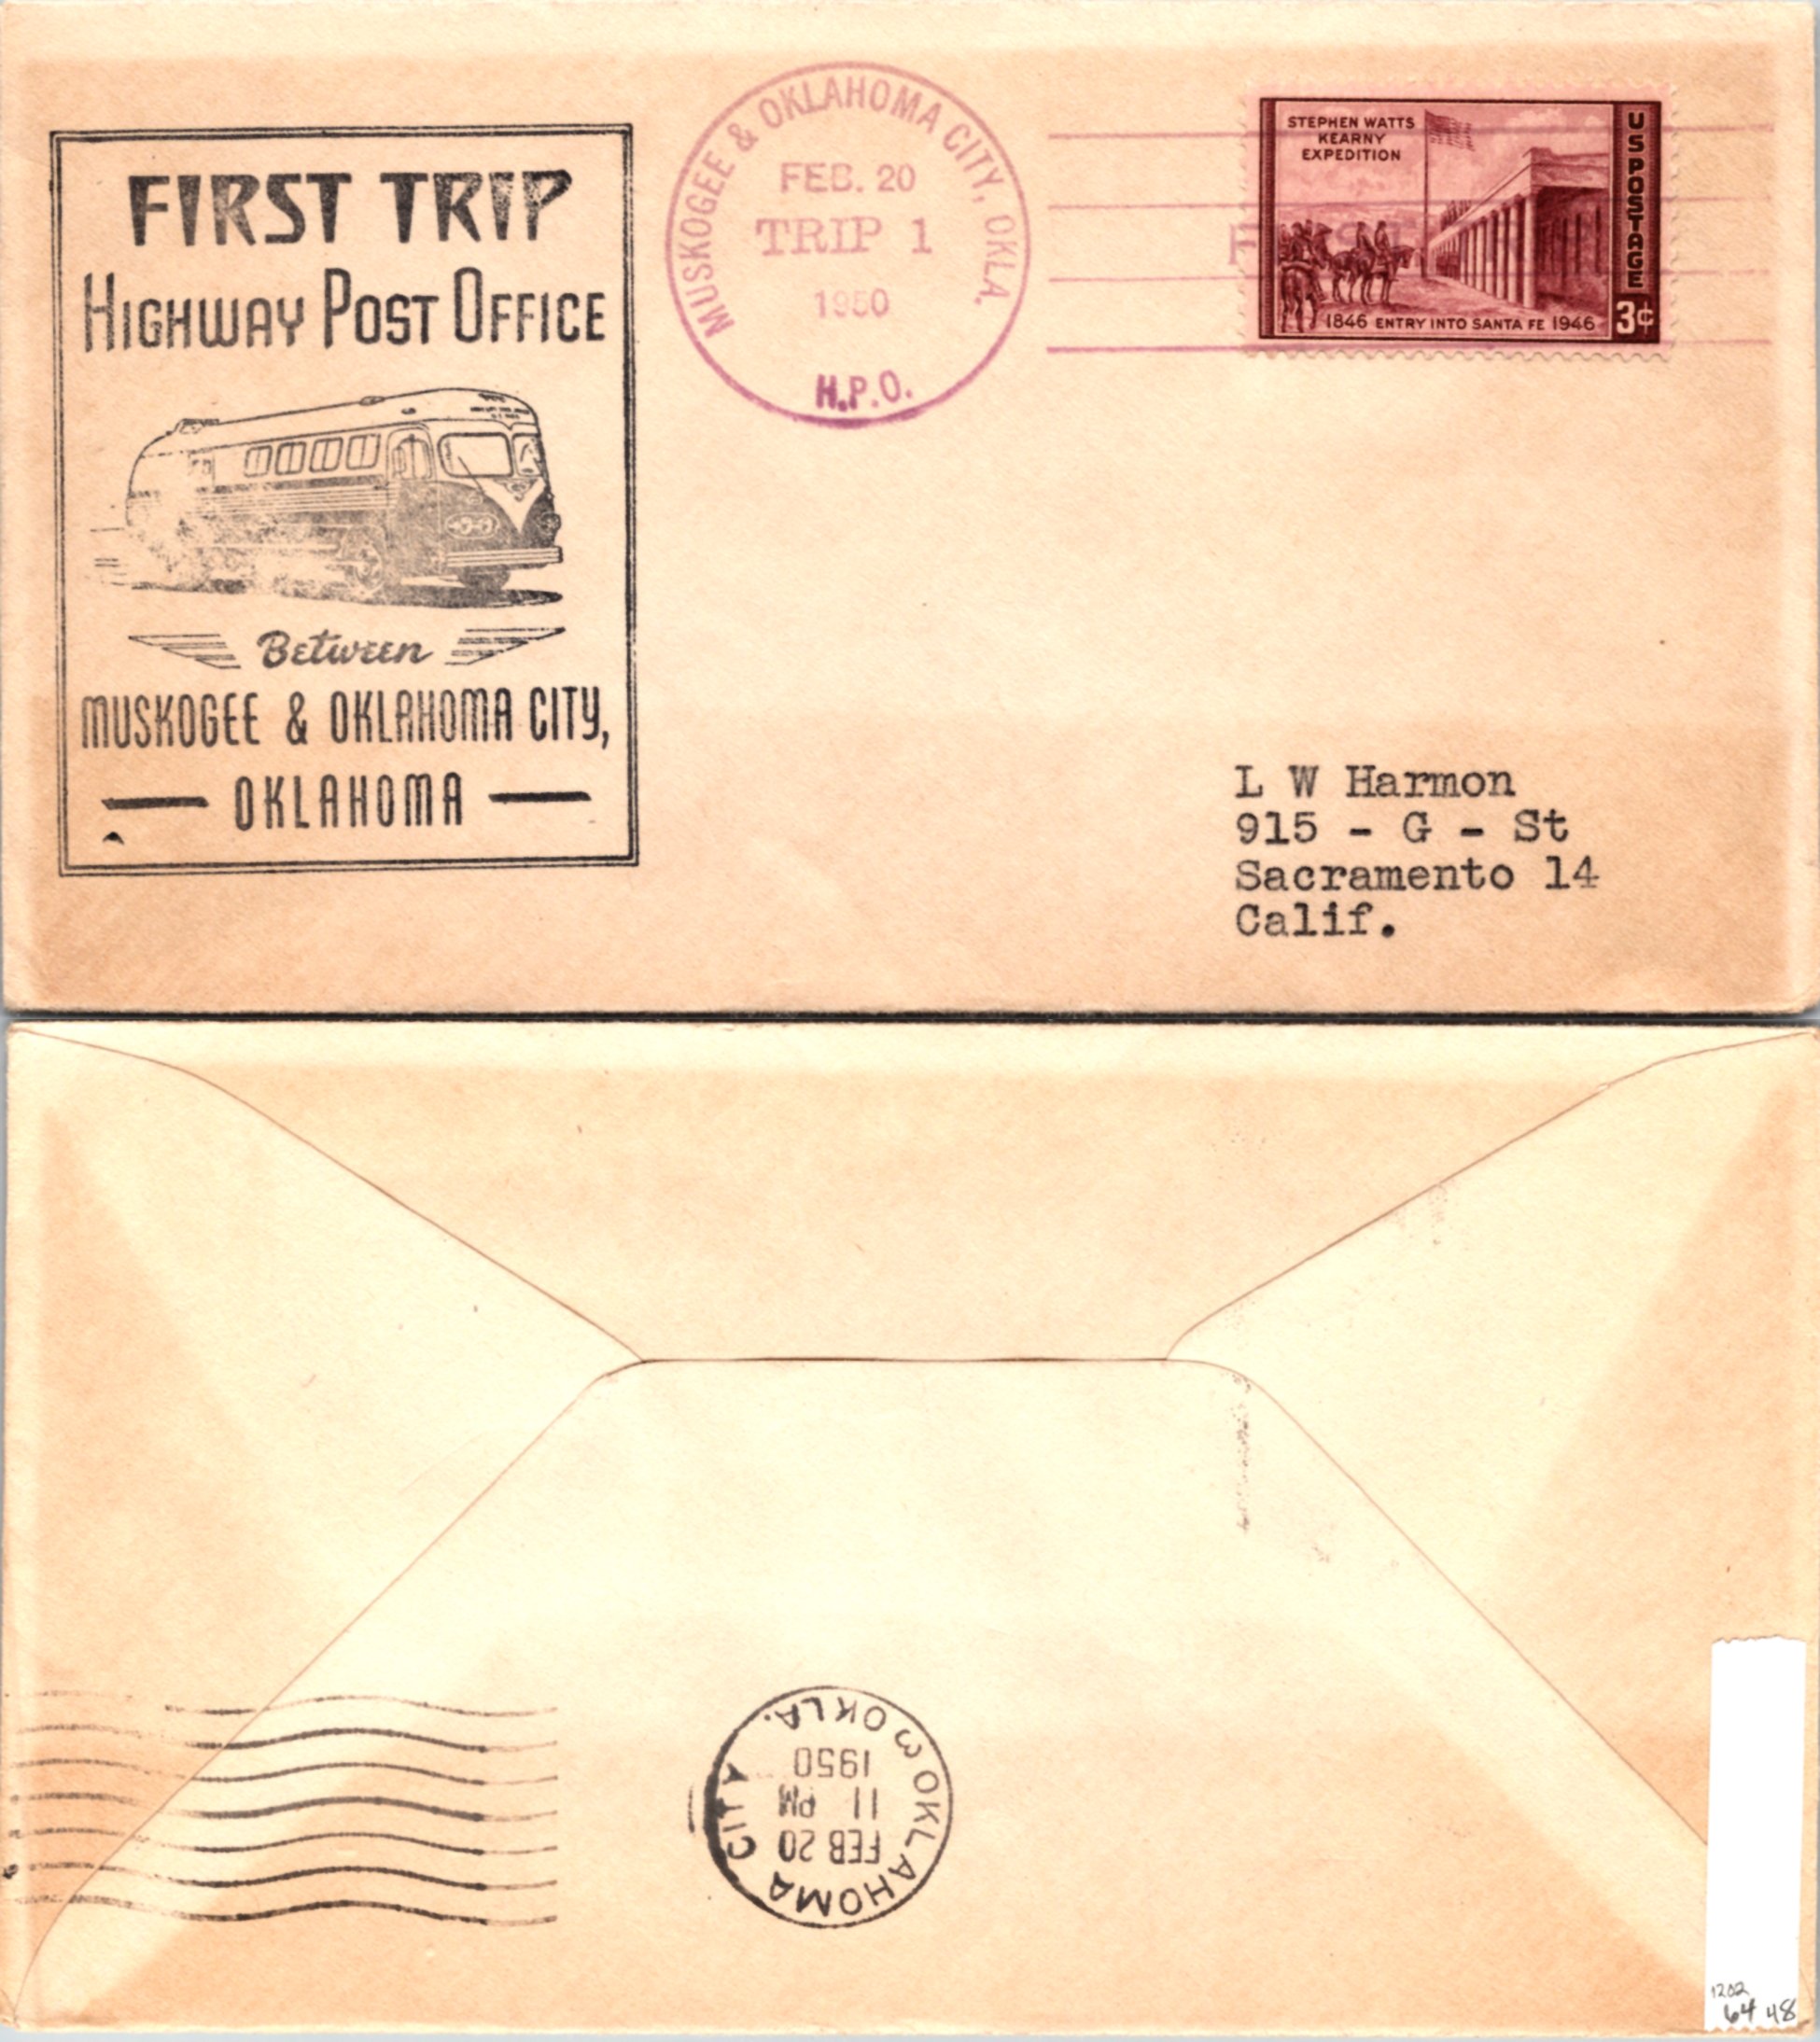 FIRST TRIP
HIGHWAY POST OFFICE
Between
MUSKOGEE & OKLAHOMA CITY,
— OKLAHOMA —
MUSKOGEE & OKLAHOMA CITY, OKLA.
FEB. 20
TRIP 1
1950
H.P.O.
STEPHEN WATTS
KEARNY
EXPEDITION
US POSTAGE
1846 ENTRY INTO SANTA FE 1946
3¢
L W Harmon
915 - G - St
Sacramento 14
Calif.
OKLAHOMA CITY
FEB 20
11 PM
1950
3 OKLA.
1202
64 48